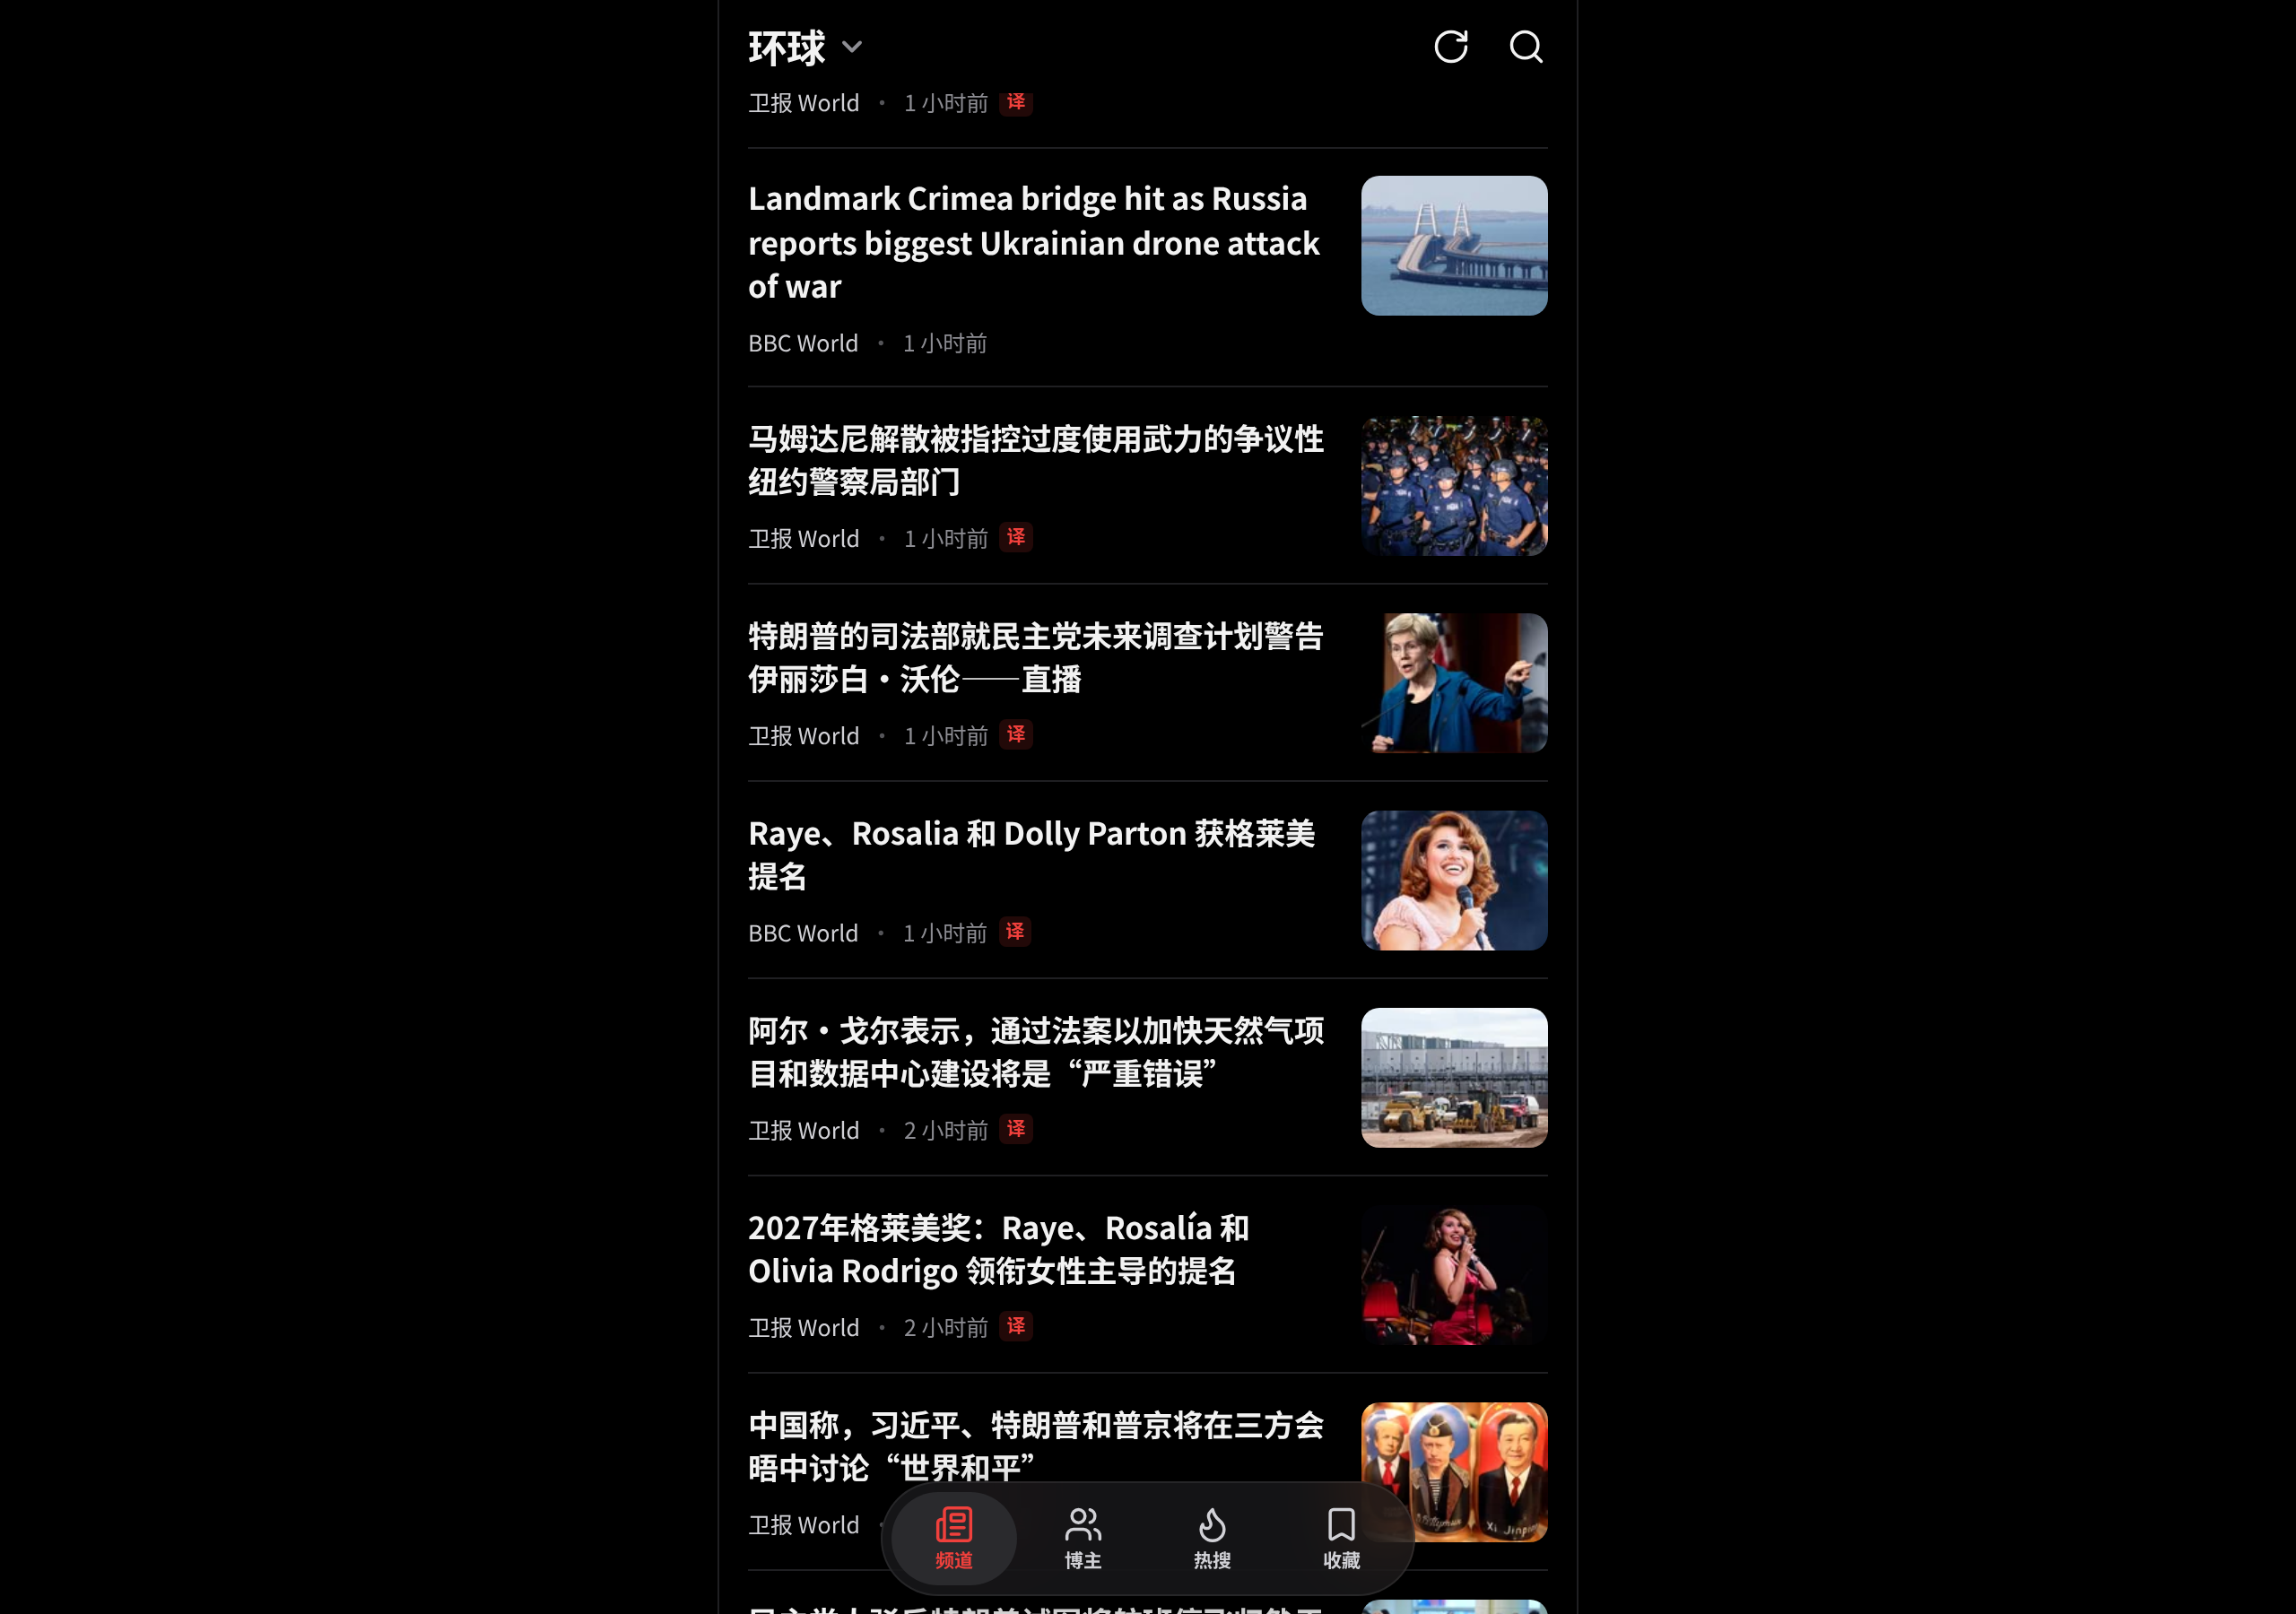 环球
卫报 World • 1 小时前 译
Landmark Crimea bridge hit as Russia
reports biggest Ukrainian drone attack
of war
BBC World • 1 小时前
马姆达尼解散被指控过度使用武力的争议性
纽约警察局部门
卫报 World • 1 小时前 译
特朗普的司法部就民主党未来调查计划警告
伊丽莎白·沃伦——直播
卫报 World • 1 小时前 译
Raye、Rosalia 和 Dolly Parton 获格莱美
提名
BBC World • 1 小时前 译
阿尔·戈尔表示，通过法案以加快天然气项
目和数据中心建设将是“严重错误”
卫报 World • 2 小时前 译
2027年格莱美奖：Raye、Rosalía 和
Olivia Rodrigo 领衔女性主导的提名
卫报 World • 2 小时前 译
中国称，习近平、特朗普和普京将在三方会
晤中讨论“世界和平”
卫报 World
Xi Jinping
频道 博主 热搜 收藏